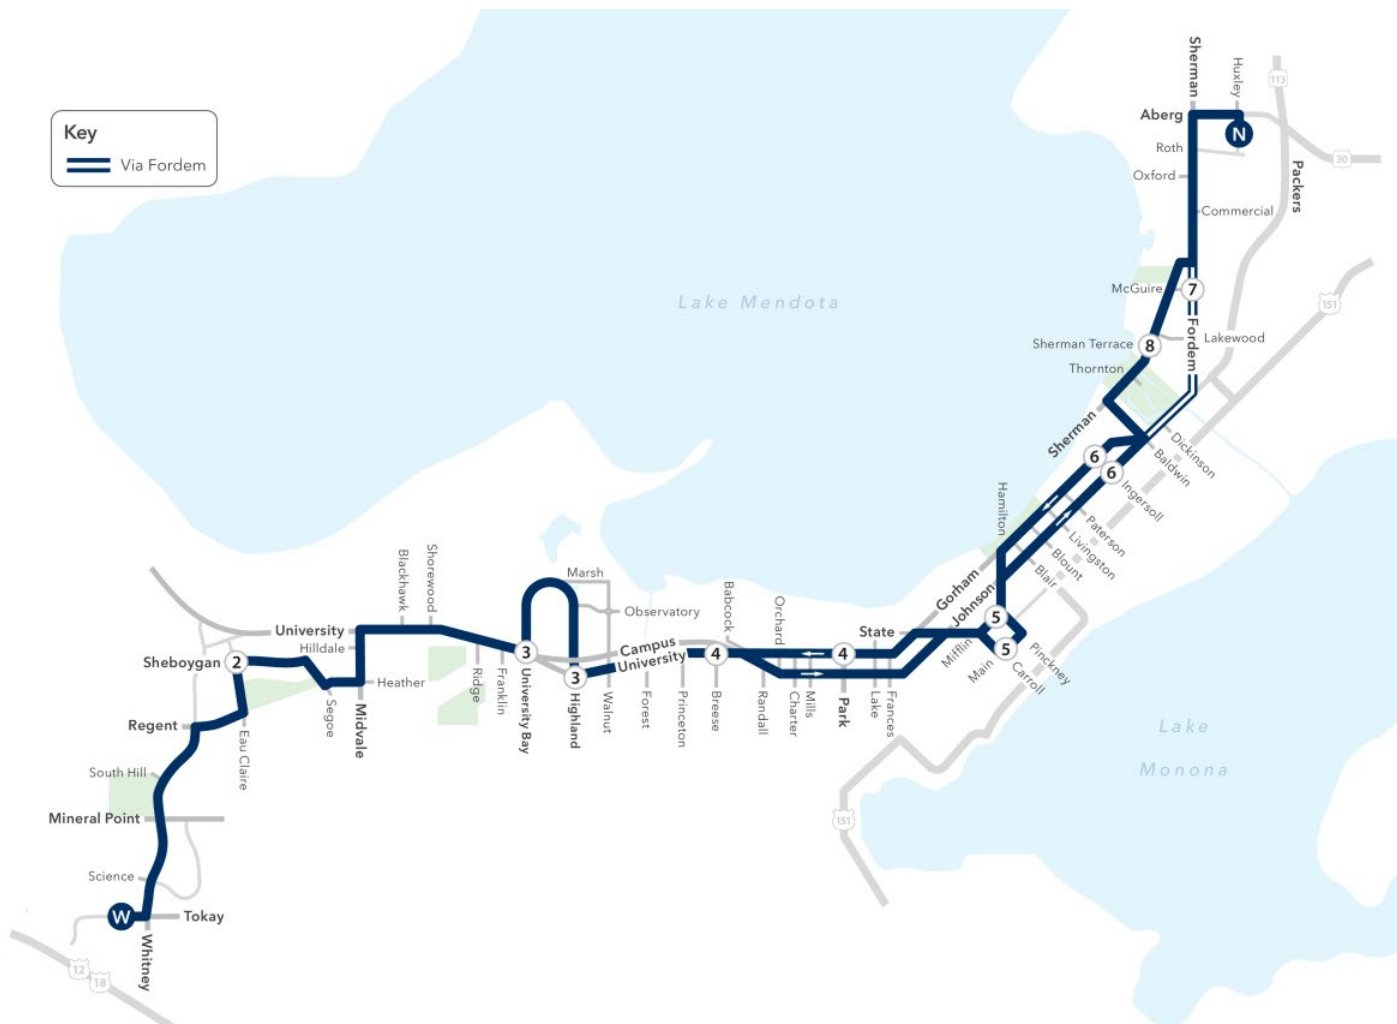 Key
Via Fordem
Sherman
Huxley
113
Aberg
N
Roth
30
Oxford
Packers
Commercial
McGuire
7
Lake Mendota
151
Fordem
Sherman Terrace
8
Lakewood
Thornton
Sherman
Dickinson
Baldwin
6
6
Ingersoll
Hamilton
Paterson
Livingston
Blount
Blair
Gorham
Johnson
Marsh
Observatory
Babcock
Orchard
Blackhawk
Shorewood
University
Hilldale
State
5
5
Mifflin
Main
Carroll
Pinckney
Sheboygan
2
3
3
Campus
University
4
4
Heather
Segoe
Midvale
Ridge
Franklin
University Bay
Highland
Walnut
Forest
Princeton
Breese
Randall
Charter
Mills
Park
Lake
Frances
Regent
Eau Claire
Lake
Monona
South Hill
Mineral Point
151
Science
W
Tokay
Whitney
12
18